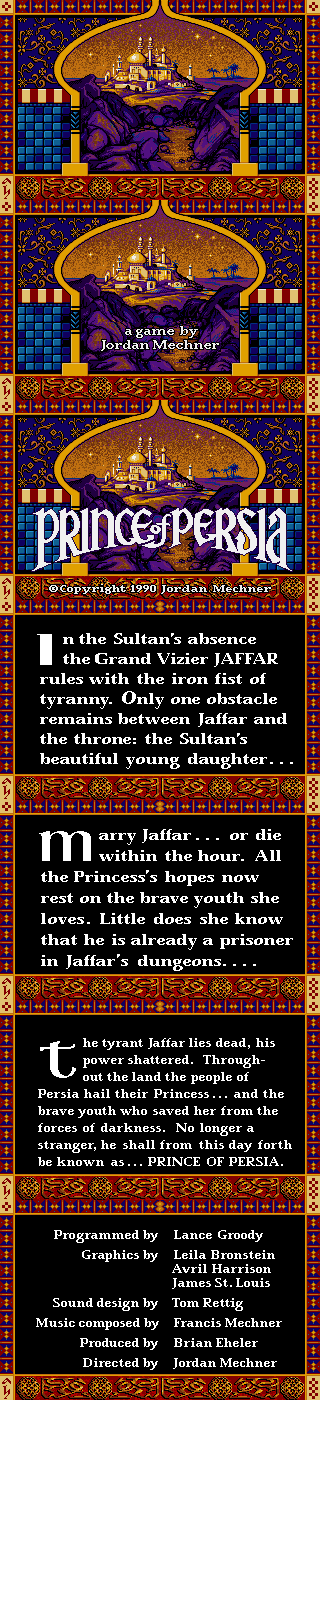 a game by
Jordan Mechner
PRINCE of PERSIA
©Copyright 1990 Jordan Mechner
In the Sultan's absence
the Grand Vizier JAFFAR
rules with the iron fist of
tyranny. Only one obstacle
remains between Jaffar and
the throne: the Sultan's
beautiful young daughter...
marry Jaffar... or die
within the hour. All
the Princess's hopes now
rest on the brave youth she
loves. Little does she know
that he is already a prisoner
in Jaffar's dungeons....
the tyrant Jaffar lies dead, his
power shattered. Through-
out the land the people of
Persia hail their Princess... and the
brave youth who saved her from the
forces of darkness. No longer a
stranger, he shall from this day forth
be known as... PRINCE OF PERSIA.
Programmed by Lance Groody
Graphics by Leila Bronstein
Avril Harrison
James St. Louis
Sound design by Tom Rettig
Music composed by Francis Mechner
Produced by Brian Eheler
Directed by Jordan Mechner